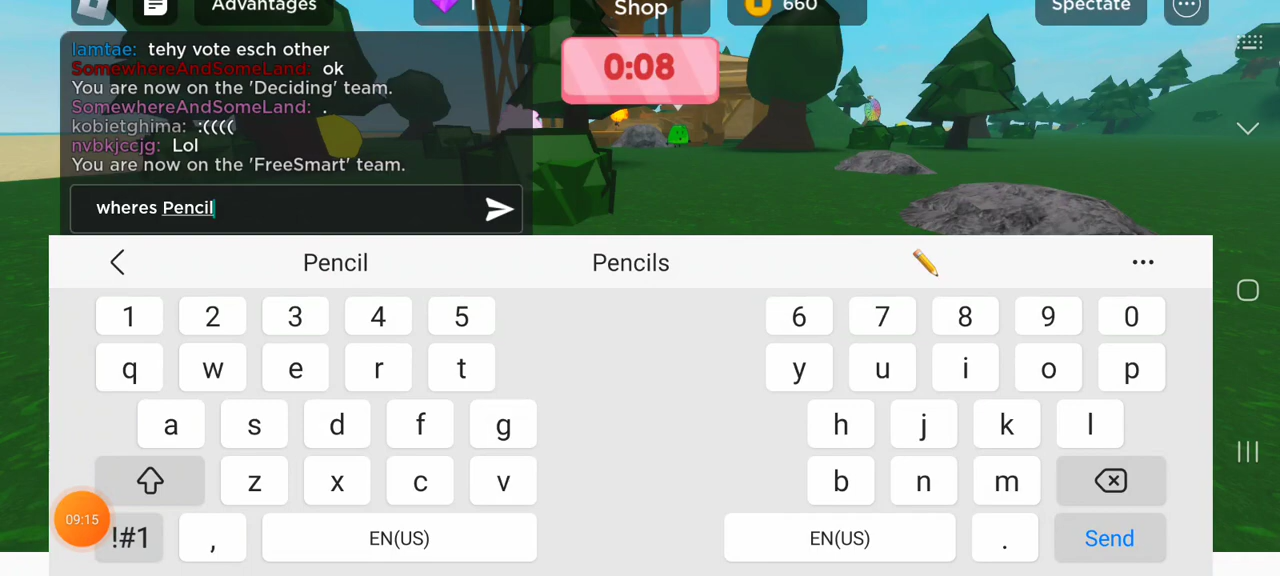 Advantages
1
Shop
660
Spectate
0:08
Iamtae: tehy vote esch other
SomewhereAndSomeLand: ok
You are now on the 'Deciding' team.
SomewhereAndSomeLand: .
kobietghima: :((((
nvbkjccjg: Lol
You are now on the 'FreeSmart' team.
wheres Pencil
Pencil Pencils
1 2 3 4 5 6 7 8 9 0
q w e r t y u i o p
a s d f g h j k l
z x c v b n m
!#1 , EN(US) EN(US) . Send
09:15